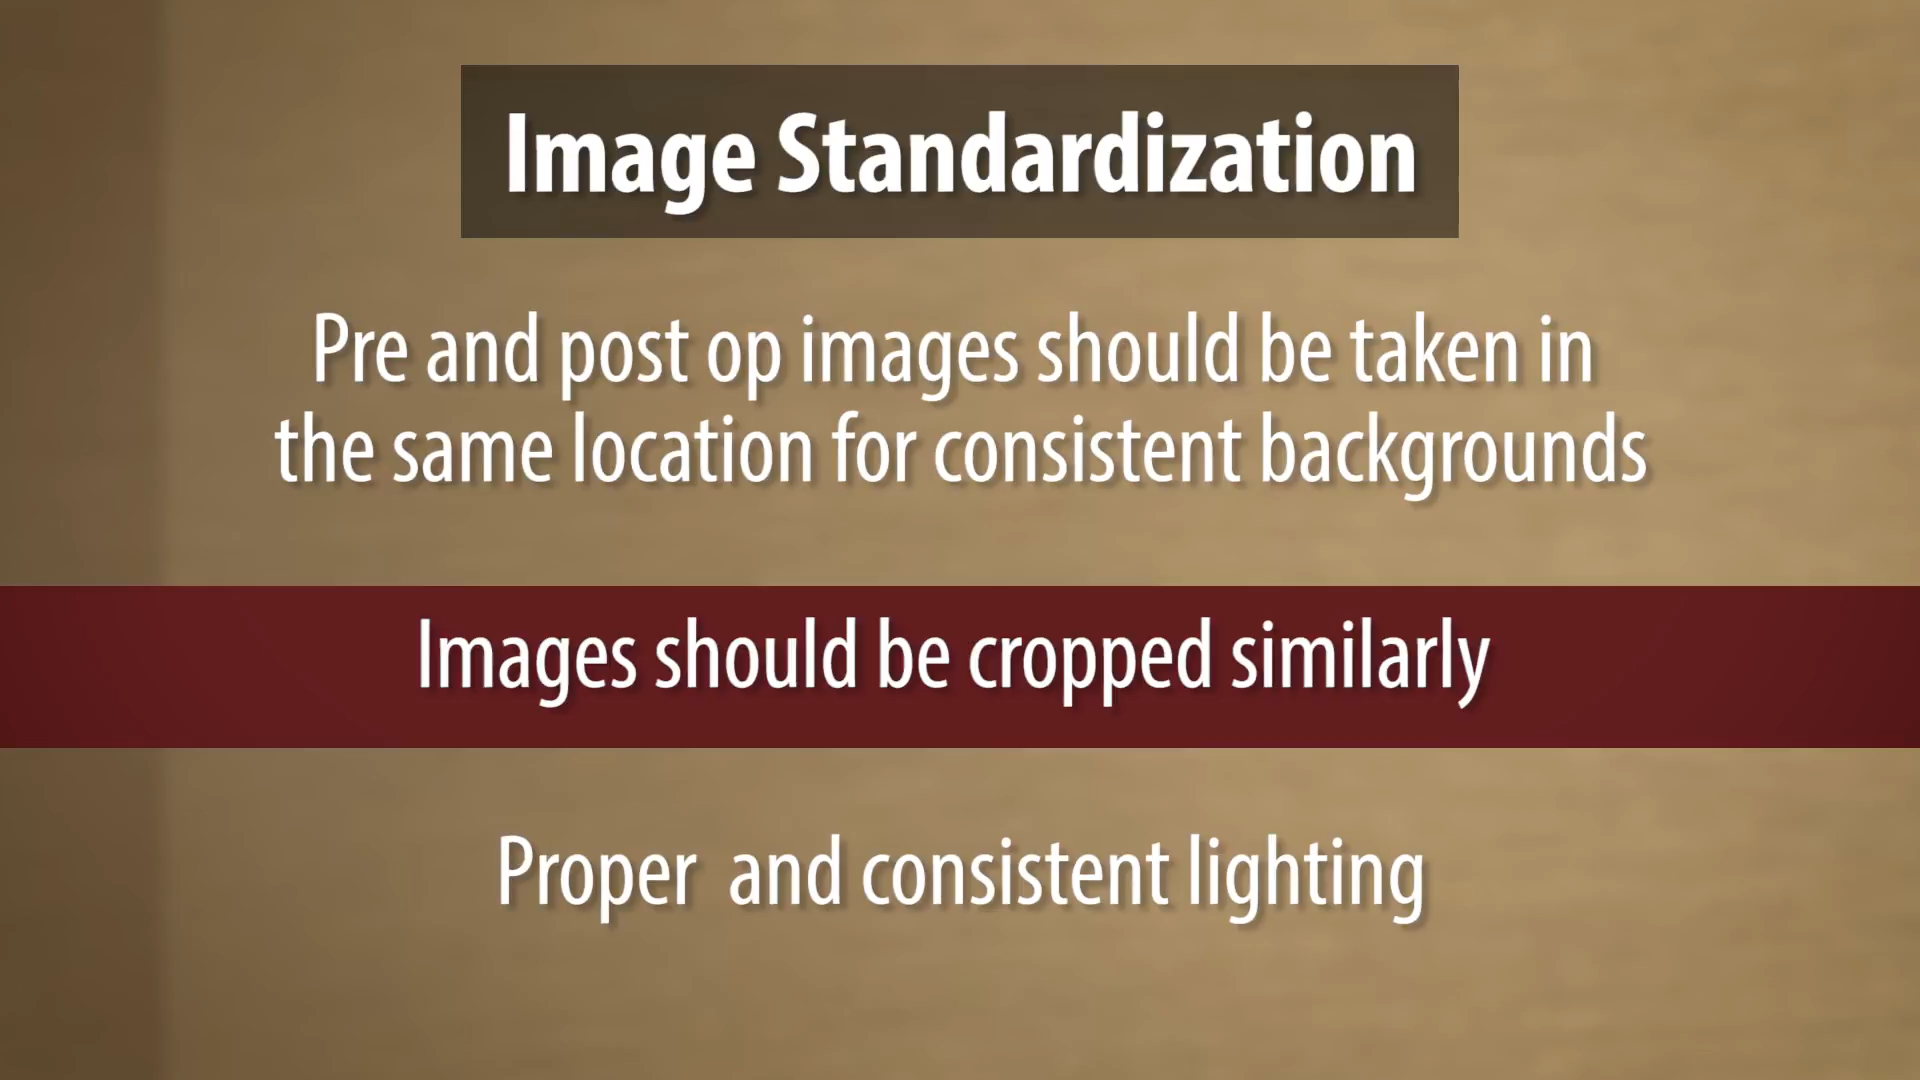 Image Standardization
Pre and post op images should be taken in
the same location for consistent backgrounds
Images should be cropped similarly
Proper  and consistent lighting